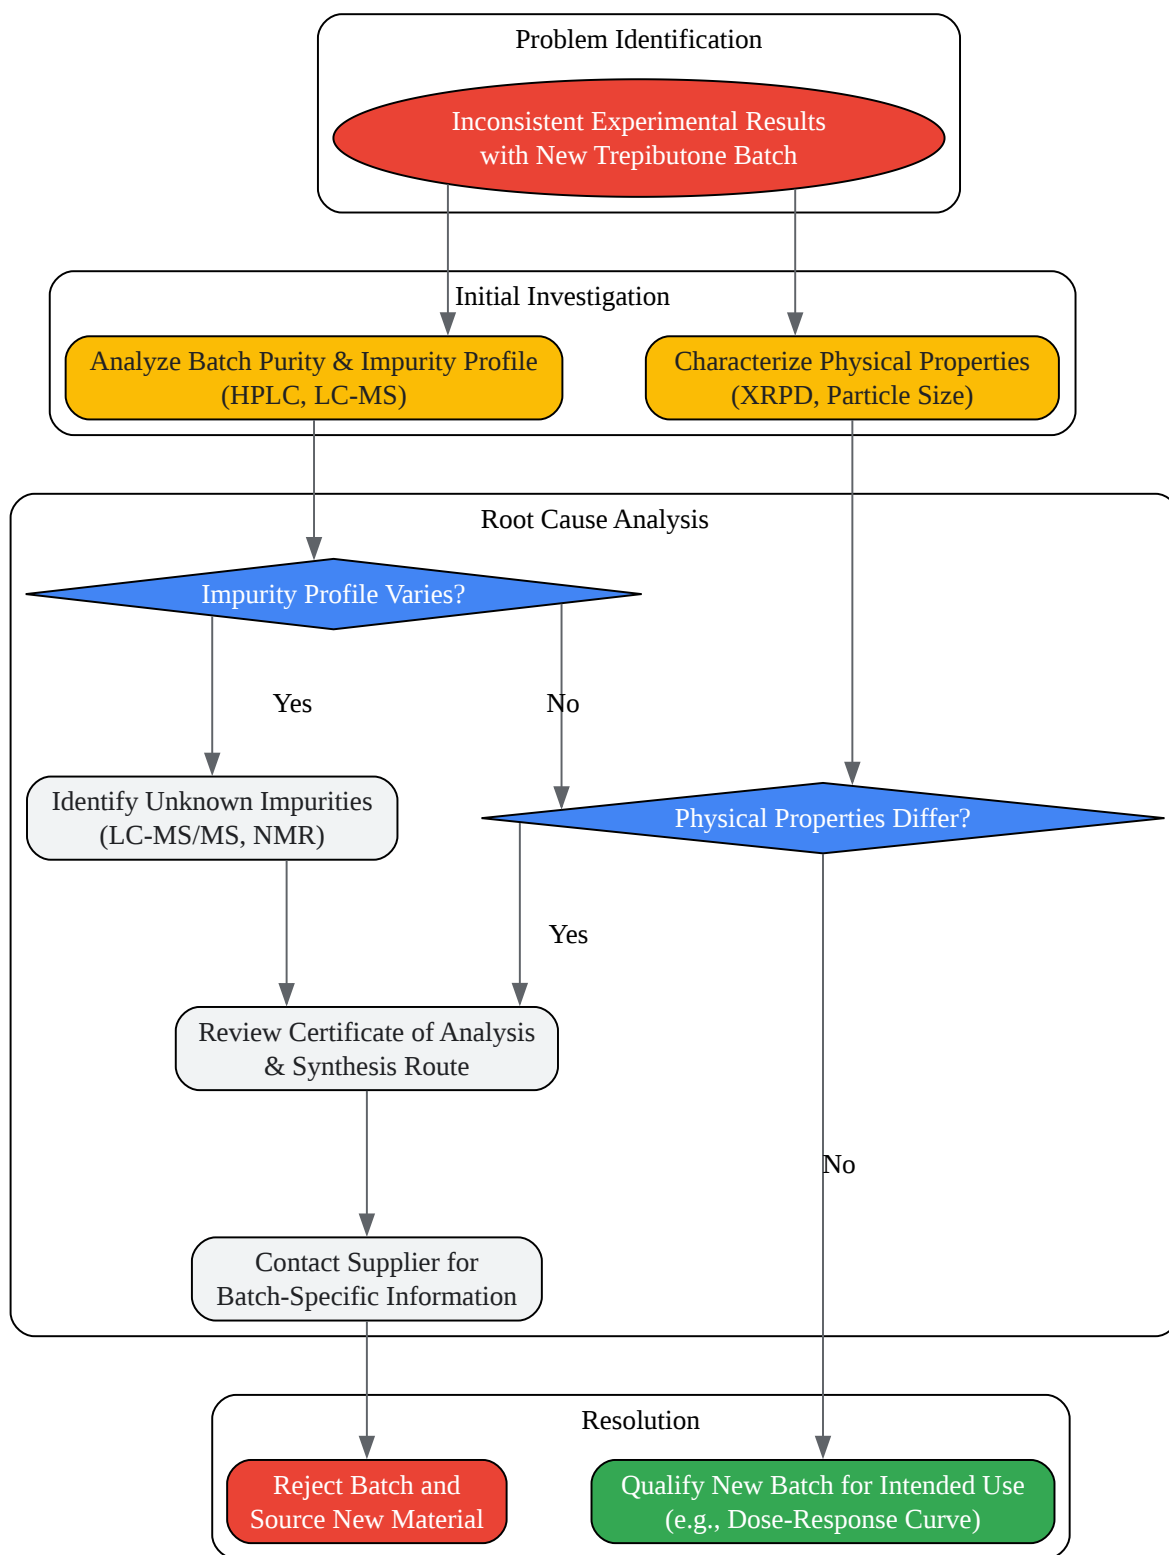 Problem Identification
Inconsistent Experimental Results
with New Trepibutone Batch
Initial Investigation
Analyze Batch Purity & Impurity Profile
(HPLC, LC-MS)
Characterize Physical Properties
(XRPD, Particle Size)
Root Cause Analysis
Impurity Profile Varies?
Yes
No
Identify Unknown Impurities
(LC-MS/MS, NMR)
Physical Properties Differ?
Yes
Review Certificate of Analysis
& Synthesis Route
No
Contact Supplier for
Batch-Specific Information
Resolution
Reject Batch and
Source New Material
Qualify New Batch for Intended Use
(e.g., Dose-Response Curve)